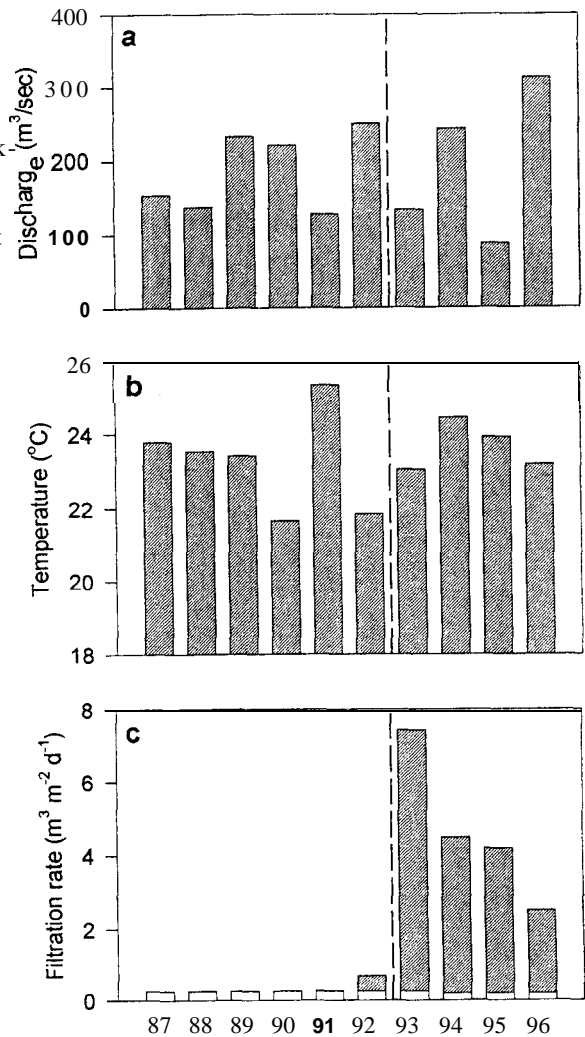 a
Discharge (m³/sec)
400
300
200
100
0
b
Temperature (°C)
26
24
22
20
18
c
Filtration rate (m³ m⁻² d⁻¹)
8
6
4
2
0
87 88 89 90 91 92 93 94 95 96